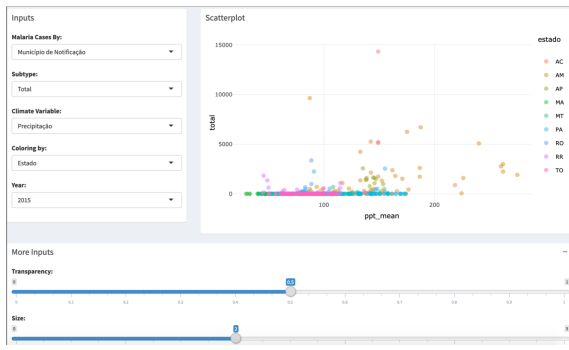 Inputs
Malaria Cases By:
Município de Notificação
Subtype:
Total
Climate Variable:
Precipitação
Coloring by:
Estado
Year:
2015
Scatterplot
15000
10000
5000
0
total
100
200
ppt_mean
estado
AC
AM
AP
MA
MT
PA
RO
RR
TO
More Inputs
Transparency:
0
0.5
1
0
0.1
0.2
0.3
0.4
0.5
0.6
0.7
0.8
0.9
1
Size:
0
2
5